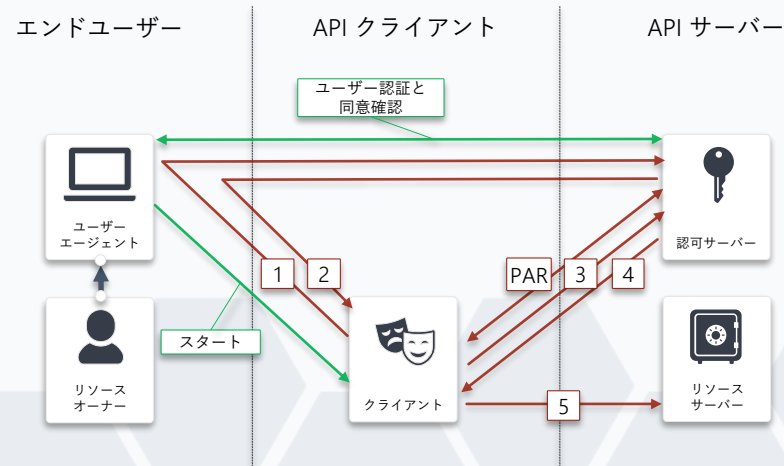 エンドユーザー
API クライアント
API サーバー
ユーザー認証と
同意確認
ユーザー
エージェント
認可サーバー
1
2
PAR
3
4
スタート
リソース
オーナー
クライアント
リソース
サーバー
5